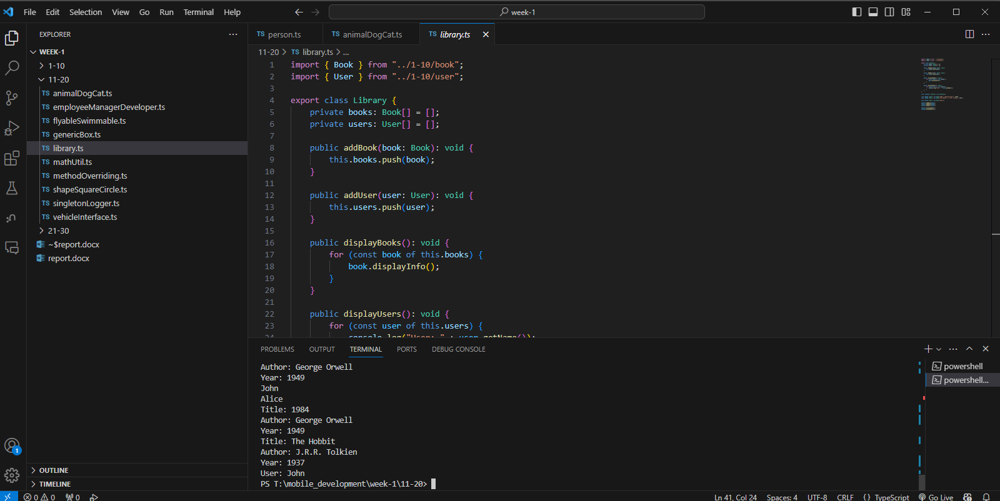 File Edit Selection View Go Run Terminal Help
week-1
EXPLORER
WEEK-1
1-10
11-20
TS animalDogCat.ts
TS employeeManagerDeveloper.ts
TS flyableSwimmable.ts
TS genericBox.ts
TS library.ts
TS mathUtil.ts
TS methodOverriding.ts
TS shapeSquareCircle.ts
TS singletonLogger.ts
TS vehicleInterface.ts
21-30
~$report.docx
report.docx
1
OUTLINE
TIMELINE
TS person.ts TS animalDogCat.ts TS library.ts
11-20 > TS library.ts > ...
1 import { Book } from "../1-10/book";
2 import { User } from "../1-10/user";
3
4 export class Library {
5 private books: Book[] = [];
6 private users: User[] = [];
7
8 public addBook(book: Book): void {
9 this.books.push(book);
10 }
11
12 public addUser(user: User): void {
13 this.users.push(user);
14 }
15
16 public displayBooks(): void {
17 for (const book of this.books) {
18 book.displayInfo();
19 }
20 }
21
22 public displayUsers(): void {
23 for (const user of this.users) {
24 console.log("User: " + user.getName());
PROBLEMS OUTPUT TERMINAL PORTS DEBUG CONSOLE
Author: George Orwell
Year: 1949
John
Alice
Title: 1984
Author: George Orwell
Year: 1949
Title: The Hobbit
Author: J.R.R. Tolkien
Year: 1937
User: John
PS T:\mobile_development\week-1\11-20>
powershell
powershell...
0 0 0
Ln 41, Col 24 Spaces: 4 UTF-8 CRLF {} TypeScript Go Live